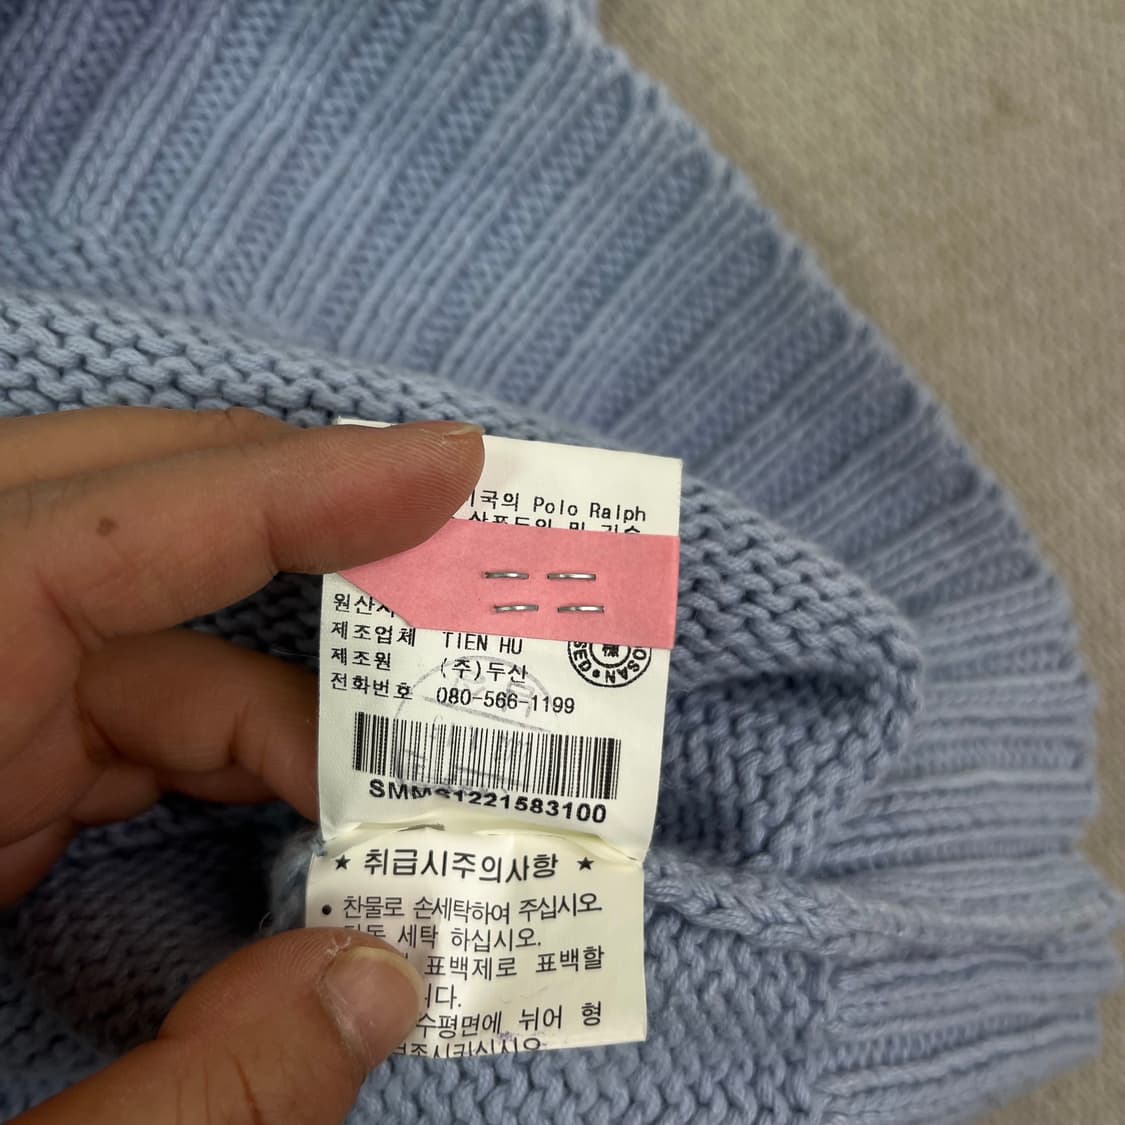 미국의 Polo Ralph
원산지
제조업체 TIEN HU
제조원 (주)두산
전화번호 080-566-1199
SMMS1221583100
★ 취급시주의사항 ★
• 찬물로 손세탁하여 주십시오
세탁 하십시오.
표백제로 표백할
니다.
수평면에 뉘어 형